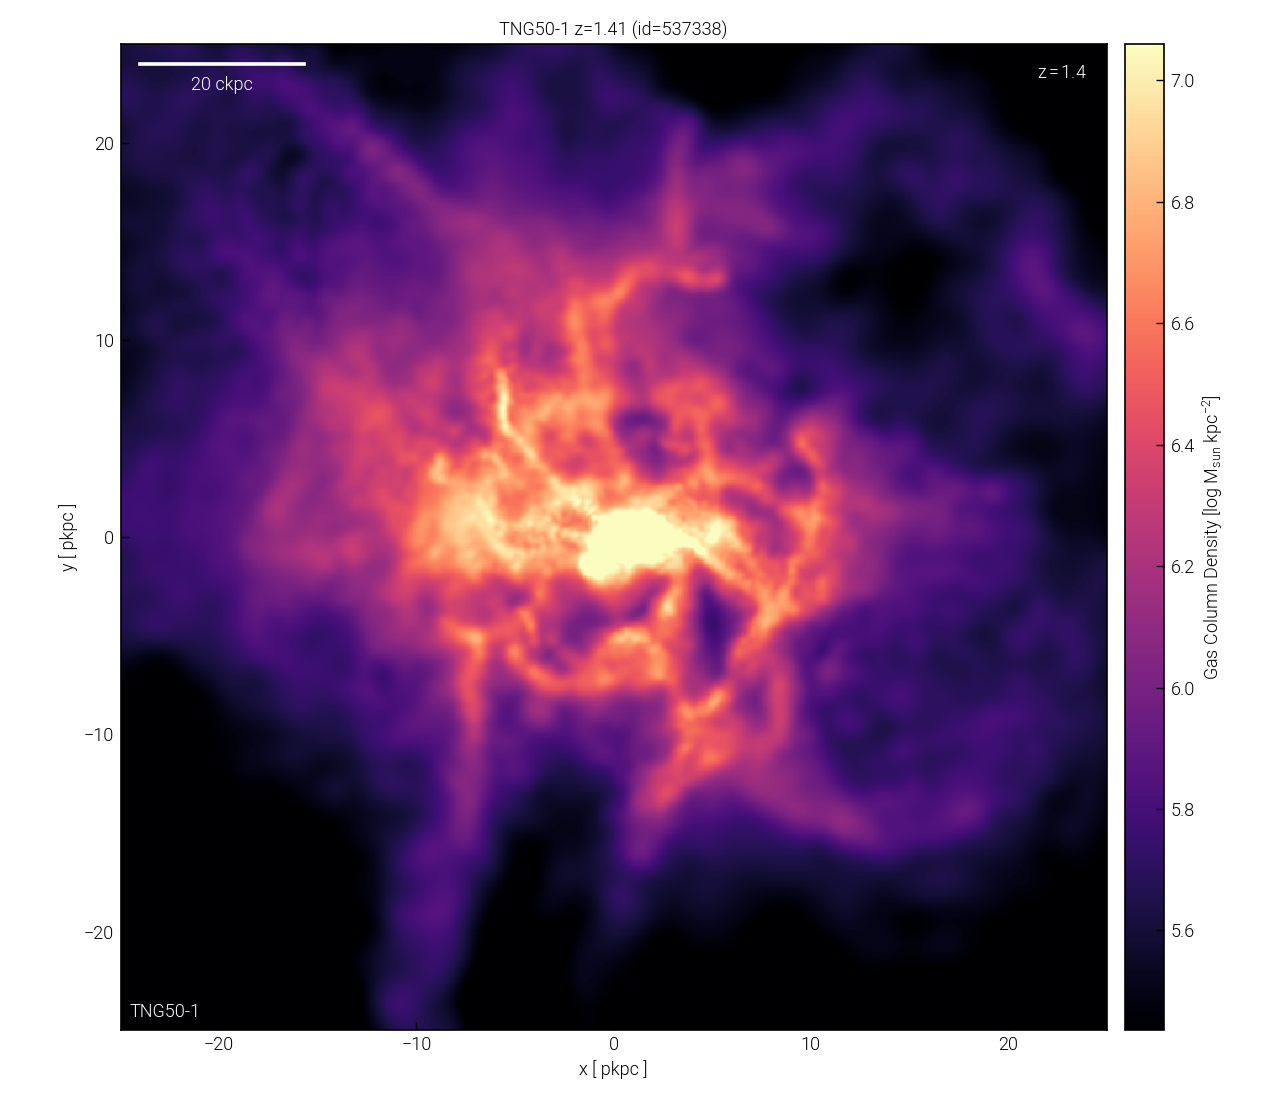 TNG50-1 z=1.41 (id=537338)
20 ckpc
z = 1.4
TNG50-1
20
10
0
−10
−20
y [ pkpc ]
−20
−10
0
10
20
x [ pkpc ]
7.0
6.8
6.6
6.4
6.2
6.0
5.8
5.6
Gas Column Density [log M_sun kpc⁻²]